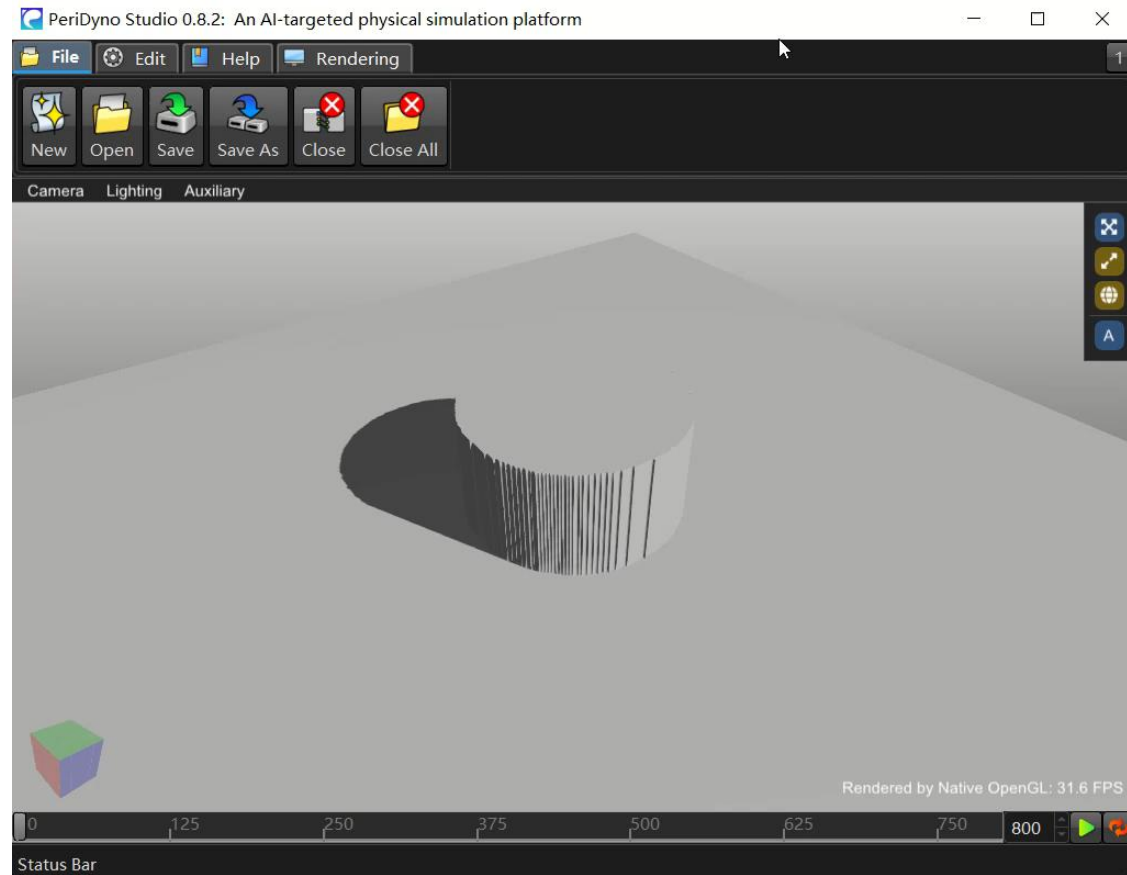 PeriDyno Studio 0.8.2: An AI-targeted physical simulation platform
File Edit Help Rendering 1
New Open Save Save As Close Close All
Camera Lighting Auxiliary
A
Rendered by Native OpenGL: 31.6 FPS
0 125 250 375 500 625 750 800
Status Bar